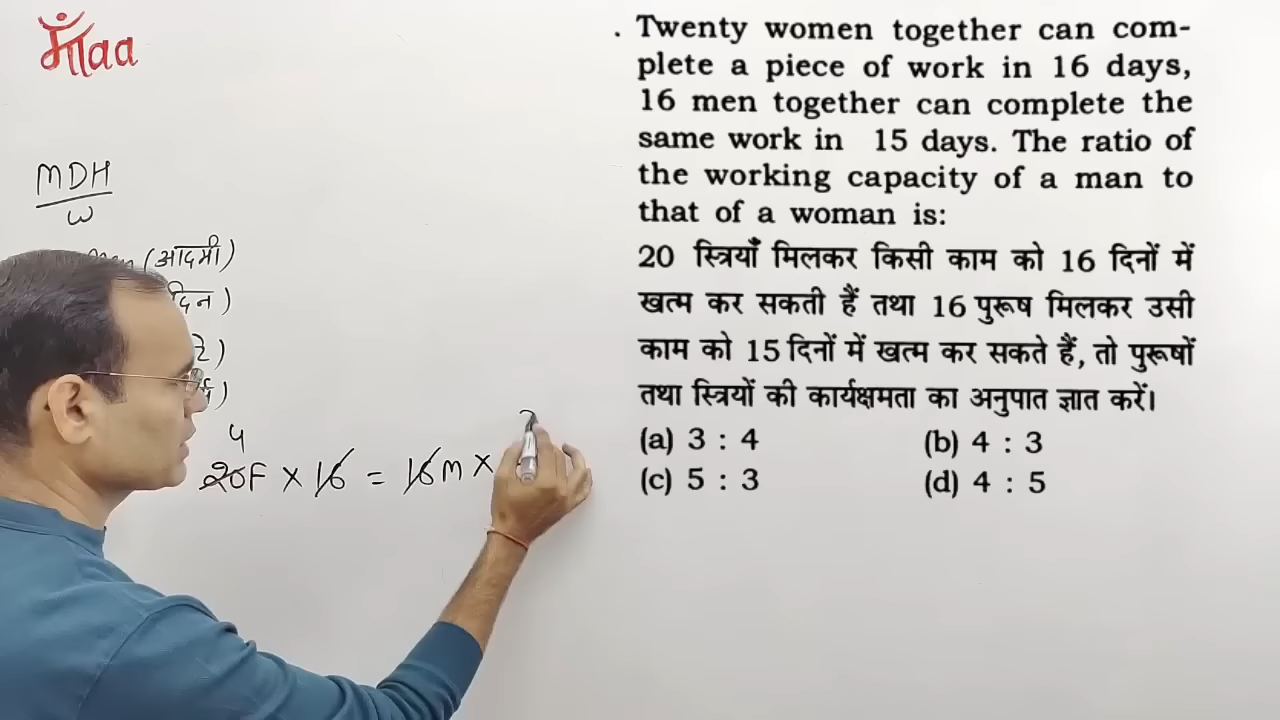 माँaa
MDH
W
(आदमी)
दिन)
टे)
4
20F × 16 = 16M ×
. Twenty women together can com-
plete a piece of work in 16 days,
16 men together can complete the
same work in 15 days. The ratio of
the working capacity of a man to
that of a woman is:
20 स्त्रियाँ मिलकर किसी काम को 16 दिनों में
खत्म कर सकती हैं तथा 16 पुरूष मिलकर उसी
काम को 15 दिनों में खत्म कर सकते हैं, तो पुरूषों
तथा स्त्रियों की कार्यक्षमता का अनुपात ज्ञात करें।
(a) 3 : 4 (b) 4 : 3
(c) 5 : 3 (d) 4 : 5